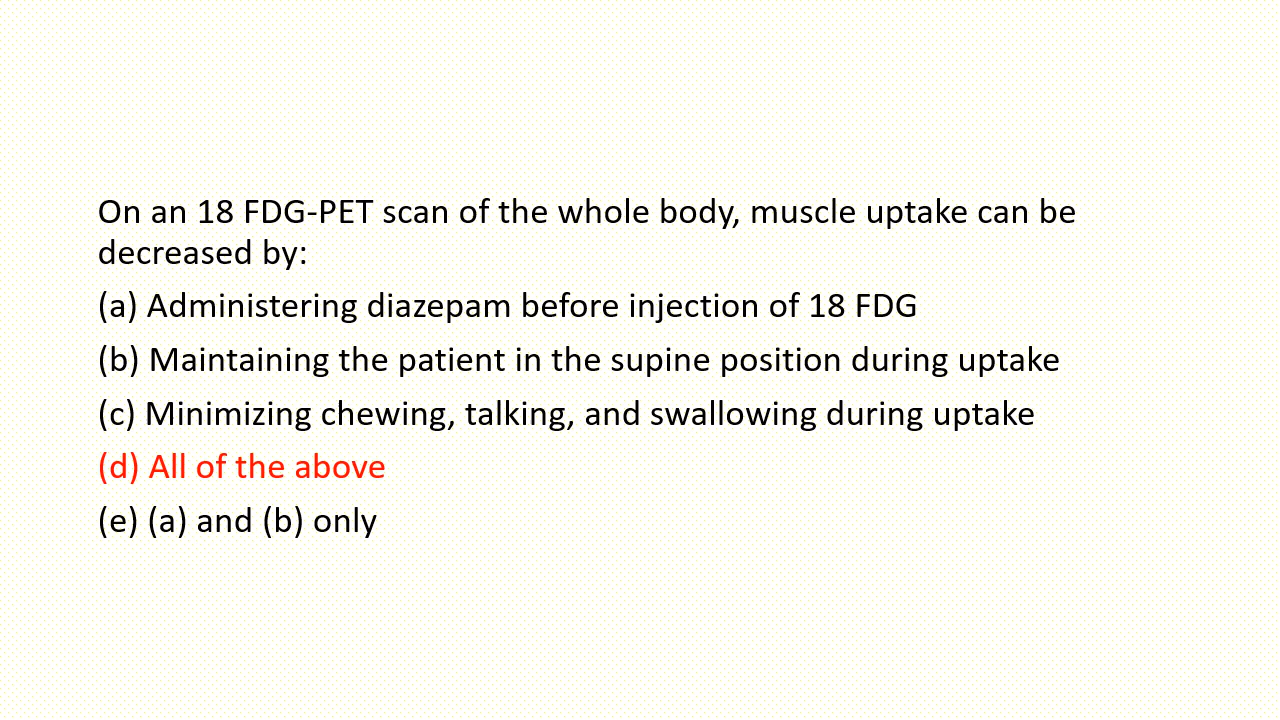 On an 18 FDG-PET scan of the whole body, muscle uptake can be
decreased by:
(a) Administering diazepam before injection of 18 FDG
(b) Maintaining the patient in the supine position during uptake
(c) Minimizing chewing, talking, and swallowing during uptake
(d) All of the above
(e) (a) and (b) only